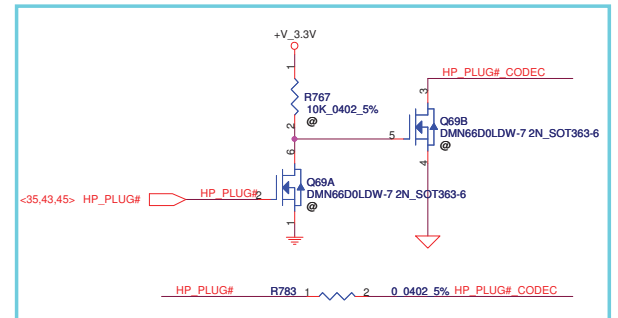 +V_3.3V
1
R767
10K_0402_5%
@
2
HP_PLUG#_CODEC
3
5
Q69B
DMN66D0LDW-7 2N_SOT363-6
@
4
6
Q69A
DMN66D0LDW-7 2N_SOT363-6
@
<35,43,45> HP_PLUG# HP_PLUG# 2
1
HP_PLUG# R783 1 2 0_0402_5% HP_PLUG#_CODEC